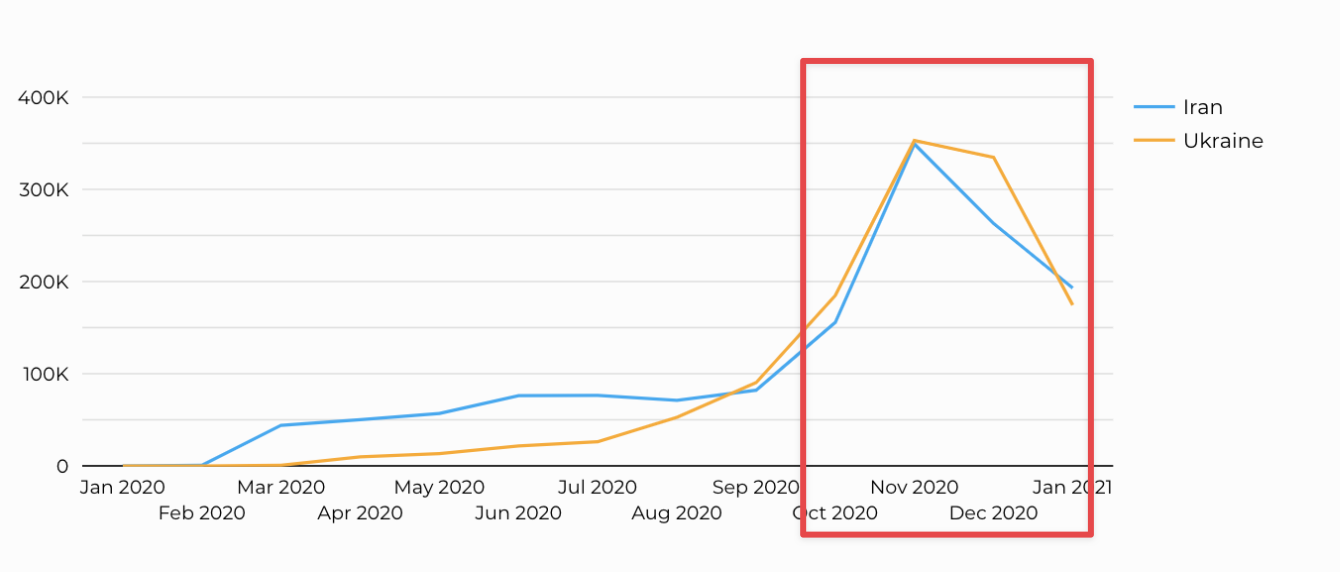 400K
300K
200K
100K
0
Jan 2020
Feb 2020
Mar 2020
Apr 2020
May 2020
Jun 2020
Jul 2020
Aug 2020
Sep 2020
Oct 2020
Nov 2020
Dec 2020
Jan 2021
Iran
Ukraine